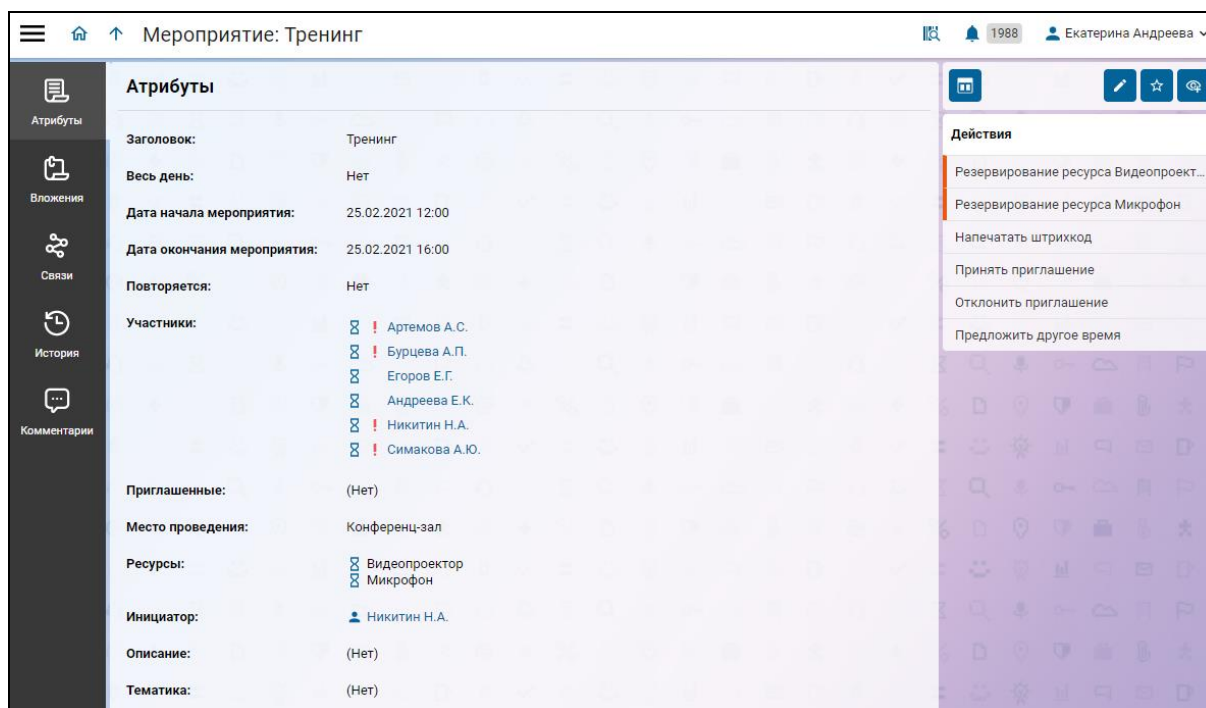 Мероприятие: Тренинг
1988
Екатерина Андреева
Атрибуты
Вложения
Связи
История
Комментарии
Атрибуты
Заголовок: Тренинг
Весь день: Нет
Дата начала мероприятия: 25.02.2021 12:00
Дата окончания мероприятия: 25.02.2021 16:00
Повторяется: Нет
Участники: ! Артемов А.С.
! Бурцева А.П.
Егоров Е.Г.
Андреева Е.К.
! Никитин Н.А.
! Симакова А.Ю.
Приглашенные: (Нет)
Место проведения: Конференц-зал
Ресурсы: Видеопроектор
Микрофон
Инициатор: Никитин Н.А.
Описание: (Нет)
Тематика: (Нет)
Действия
Резервирование ресурса Видеопроект...
Резервирование ресурса Микрофон
Напечатать штрихкод
Принять приглашение
Отклонить приглашение
Предложить другое время